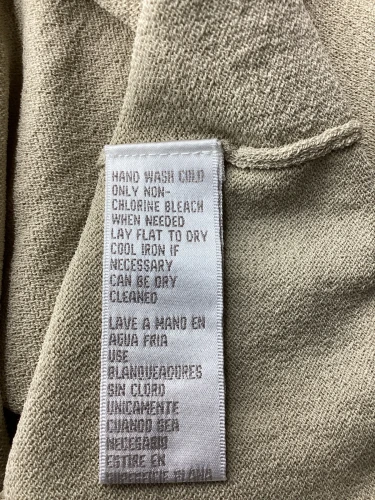 HAND WASH COLD
ONLY NON-
CHLORINE BLEACH
WHEN NEEDED
LAY FLAT TO DRY
COOL IRON IF
NECESSARY
CAN BE DRY
CLEANED
LAVE A MANO EN
AGUA FRIA
USE
BLANQUEADORES
SIN CLORO
UNICAMENTE
CUANDO SEA
NECESARIO
ESTIRE EN
PLANA